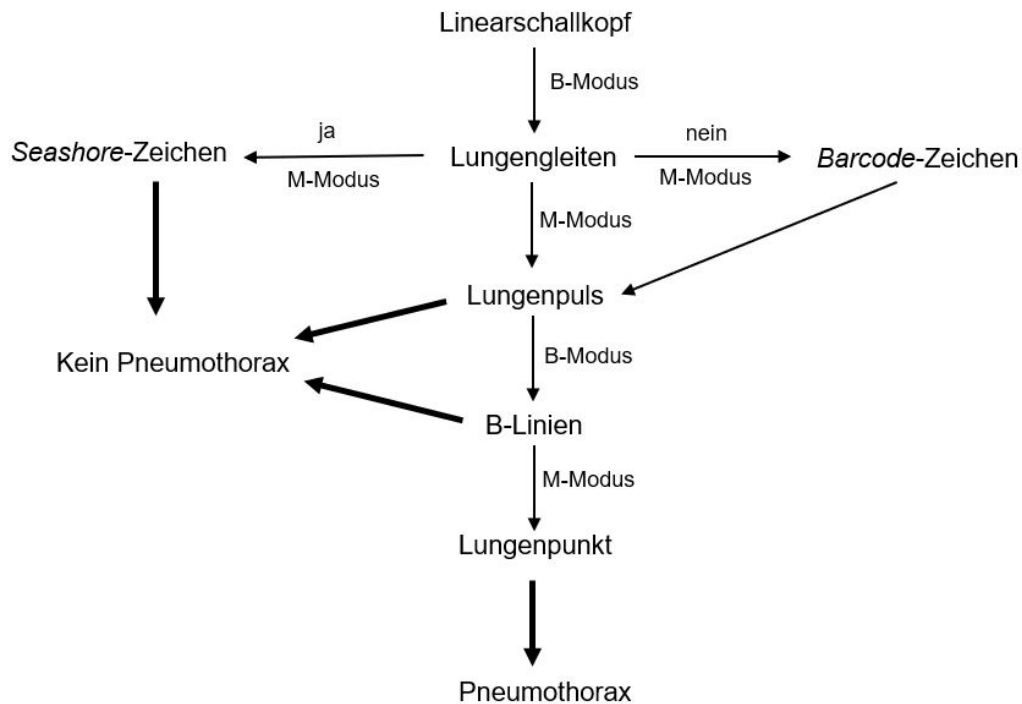 Linearschallkopf
B-Modus
ja
nein
Seashore-Zeichen
Lungengleiten
Barcode-Zeichen
M-Modus
M-Modus
M-Modus
Lungenpuls
B-Modus
Kein Pneumothorax
B-Linien
M-Modus
Lungenpunkt
Pneumothorax